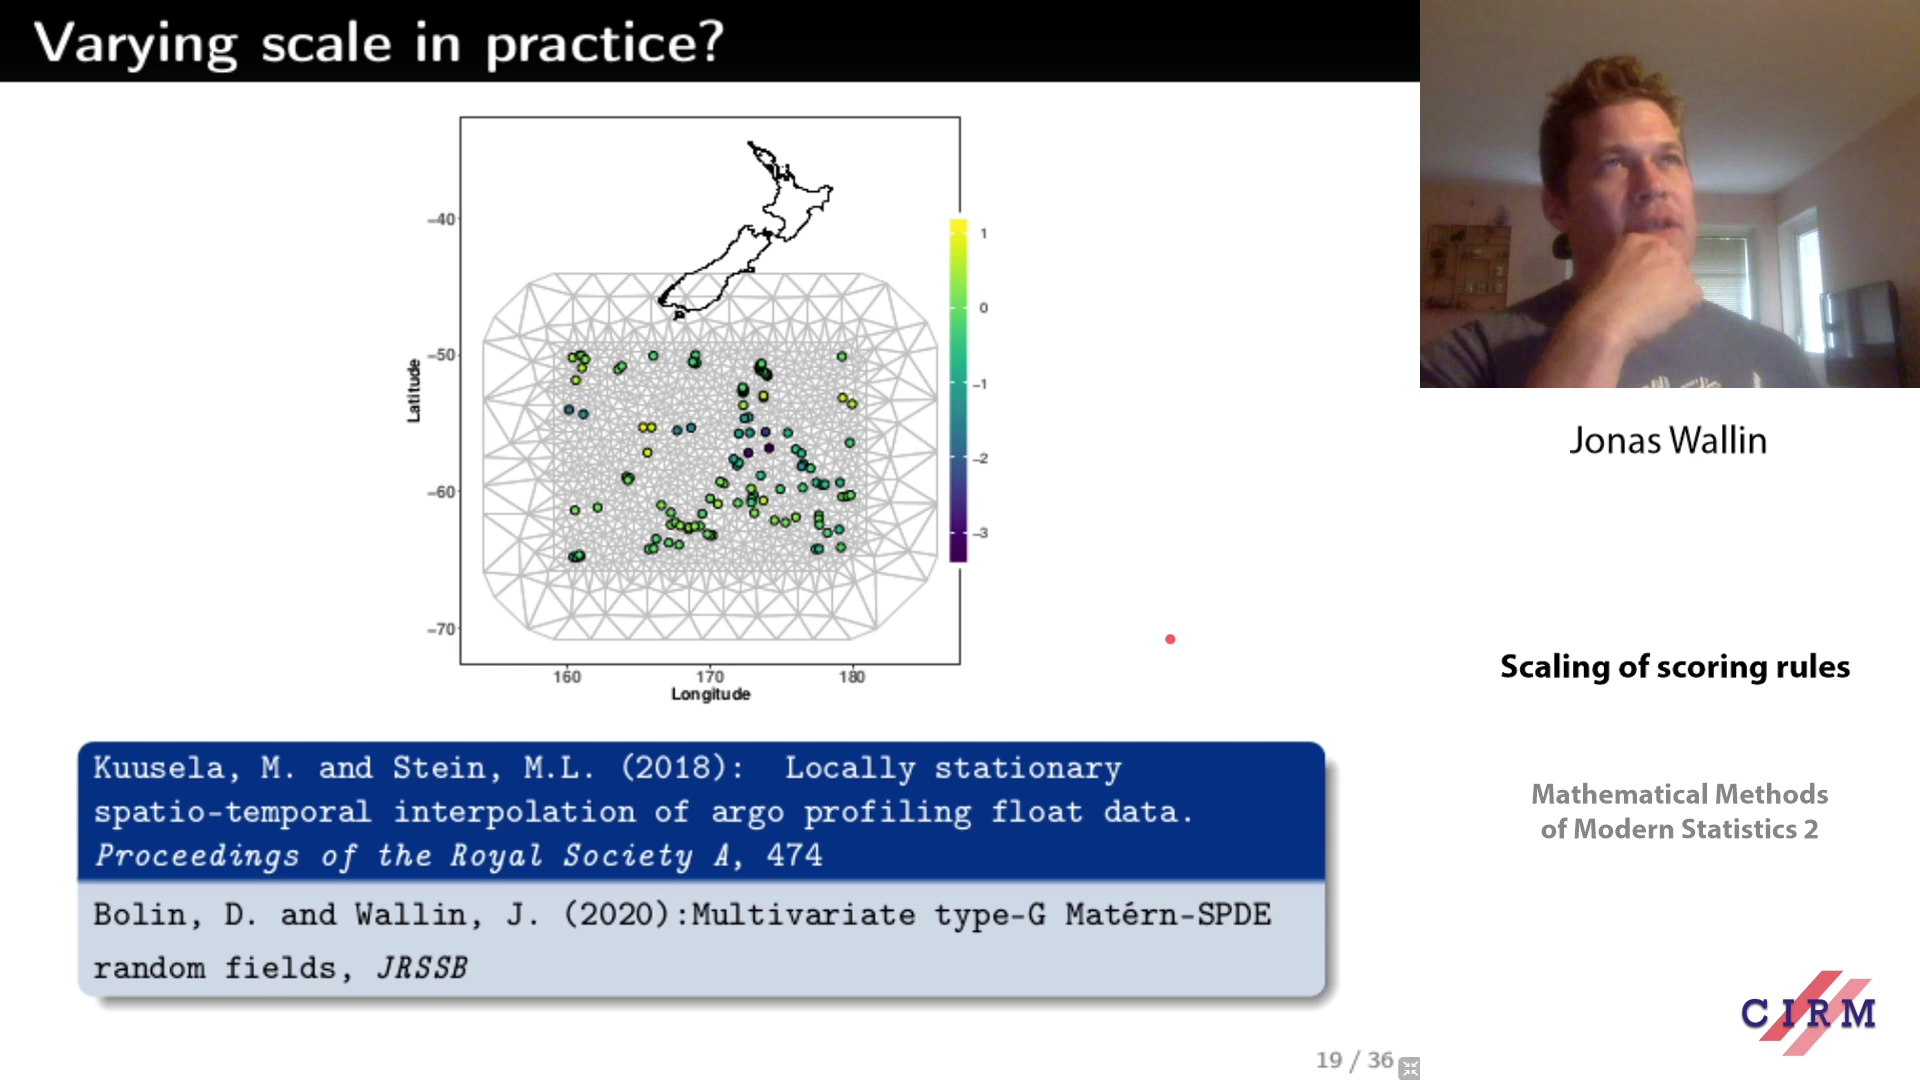 Varying scale in practice?
-40
-50
-60
-70
Latitude
160 170 180
Longitude
1
0
-1
-2
-3
Kuusela, M. and Stein, M.L. (2018): Locally stationary
spatio-temporal interpolation of argo profiling float data.
Proceedings of the Royal Society A, 474
Bolin, D. and Wallin, J. (2020):Multivariate type-G Matérn-SPDE
random fields, JRSSB
19 / 36
Jonas Wallin
Scaling of scoring rules
Mathematical Methods
of Modern Statistics 2
CIRM